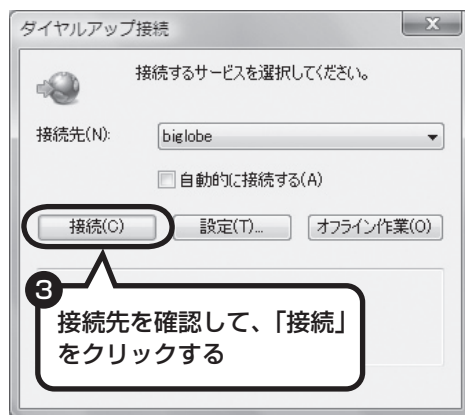 ダイヤルアップ接続
接続するサービスを選択してください。
接続先(N):
biglobe
自動的に接続する(A)
接続(C)
設定(T)...
オフライン作業(O)
3
接続先を確認して、「接続」
をクリックする